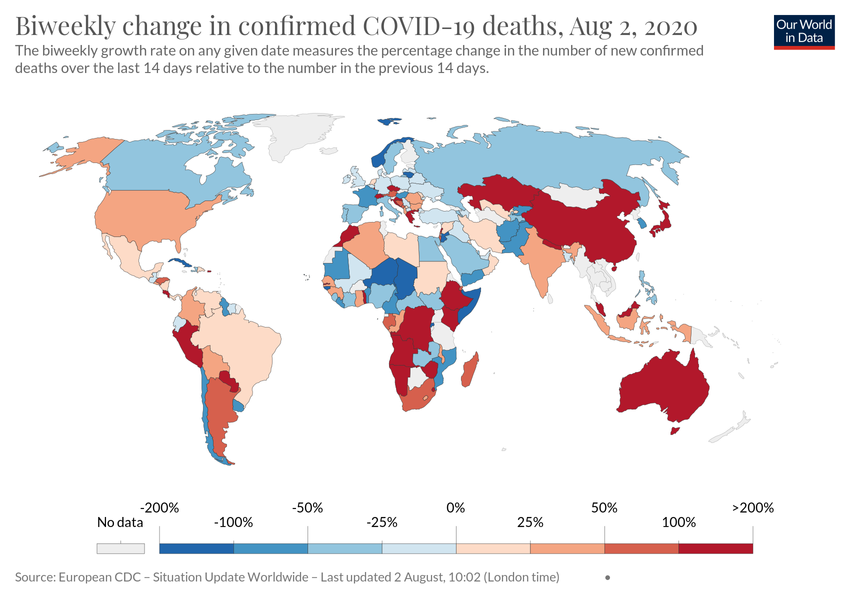 Biweekly change in confirmed COVID-19 deaths, Aug 2, 2020
Our World
in Data
The biweekly growth rate on any given date measures the percentage change in the number of new confirmed
deaths over the last 14 days relative to the number in the previous 14 days.
-200% -50% 0% 50% >200%
No data -100% -25% 25% 100%
Source: European CDC – Situation Update Worldwide – Last updated 2 August, 10:02 (London time)